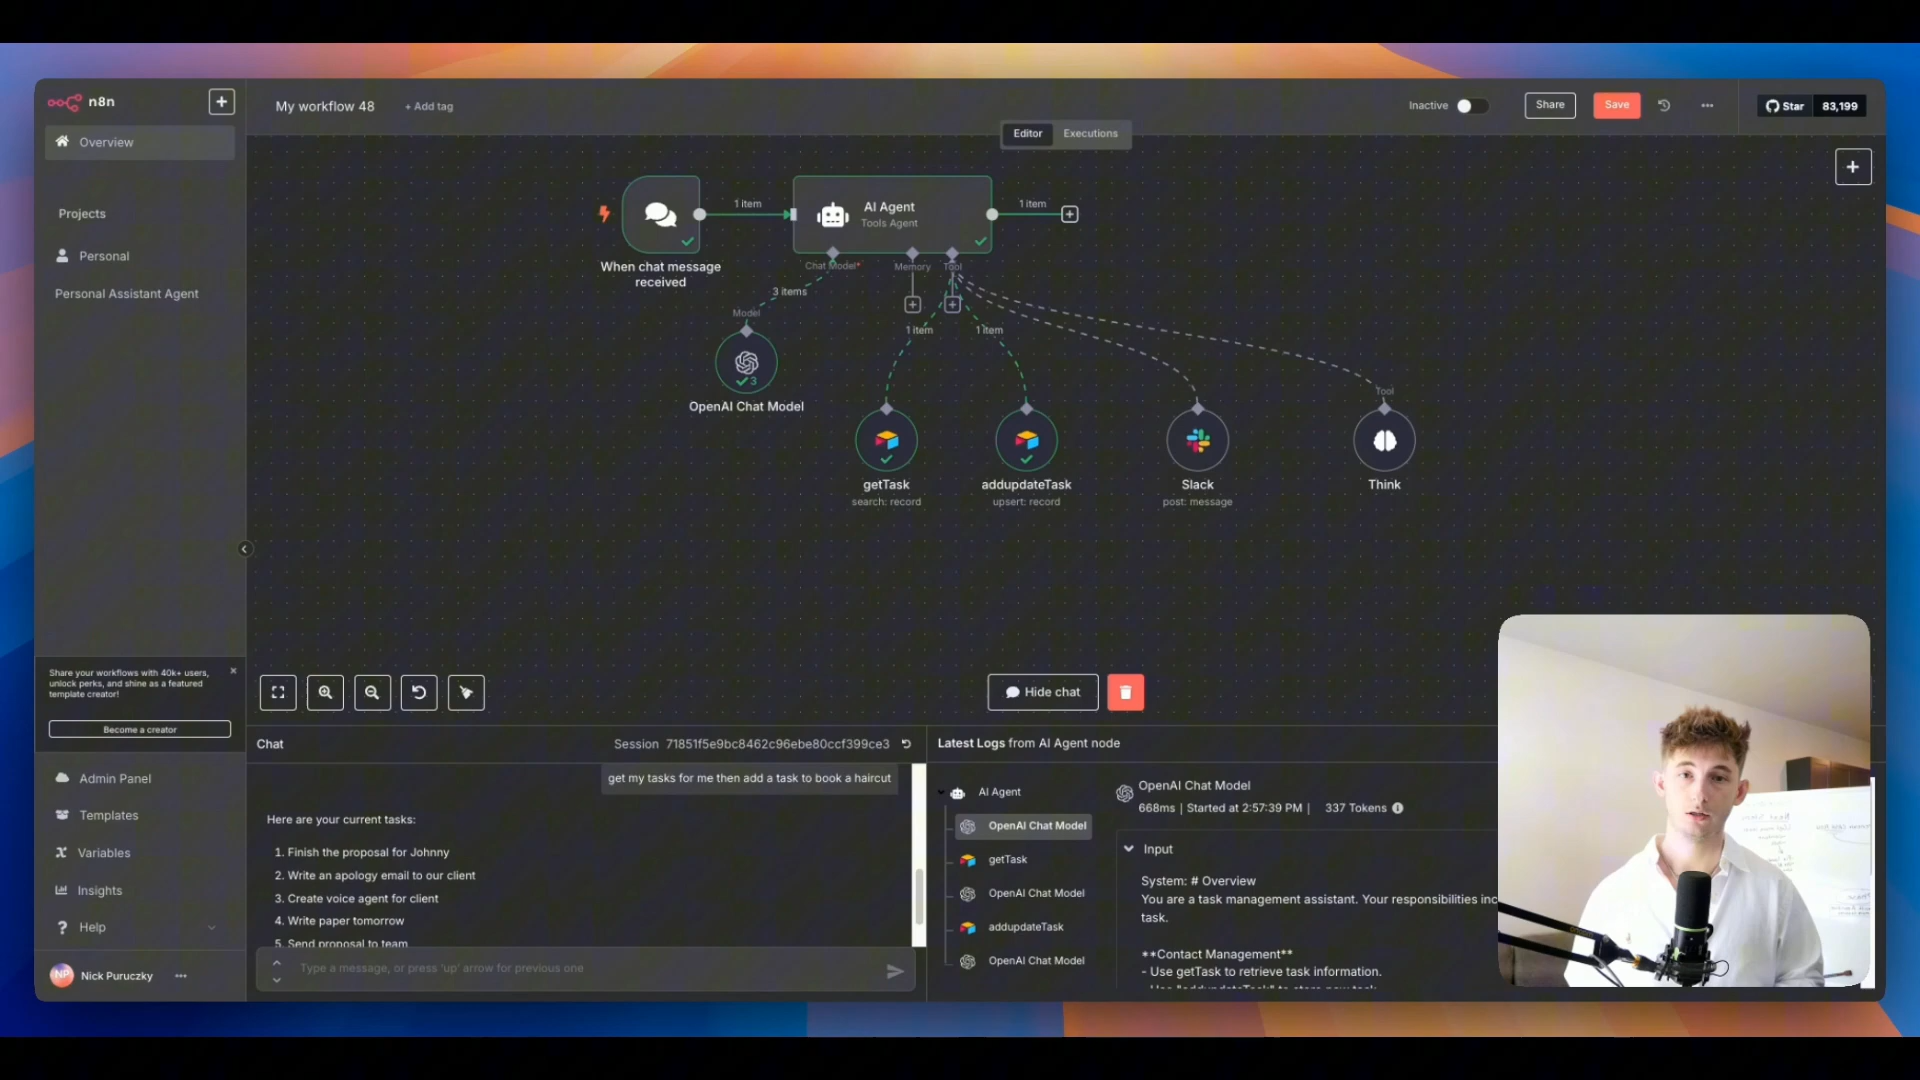 n8n
My workflow 48
+ Add tag
Inactive
Share
Save
Star
83,199
Editor
Executions
Overview
Projects
Personal
Personal Assistant Agent
Share your workflows with 40k+ users,
unlock perks, and shine as a featured
template creator!
Become a creator
Admin Panel
Templates
Variables
Insights
Help
NP
Nick Puruczky
1 item
AI Agent
Tools Agent
1 item
When chat message
received
Chat Model*
Memory
Tool
3 items
Model
1 item
1 item
3
OpenAI Chat Model
Tool
getTask
search: record
addupdateTask
upsert: record
Slack
post: message
Think
Hide chat
Chat
Session 71851f5e9bc8462c96ebe80ccf399ce3
get my tasks for me then add a task to book a haircut
Here are your current tasks:
1. Finish the proposal for Johnny
2. Write an apology email to our client
3. Create voice agent for client
4. Write paper tomorrow
5. Send proposal to team
Type a message, or press 'up' arrow for previous one
Latest Logs from AI Agent node
AI Agent
OpenAI Chat Model
getTask
OpenAI Chat Model
addupdateTask
OpenAI Chat Model
OpenAI Chat Model
668ms | Started at 2:57:39 PM | 337 Tokens
Input
System: # Overview
You are a task management assistant. Your responsibilities inc
task.
**Contact Management**
- Use getTask to retrieve task information.
- Use "addupdateTask" to store new task